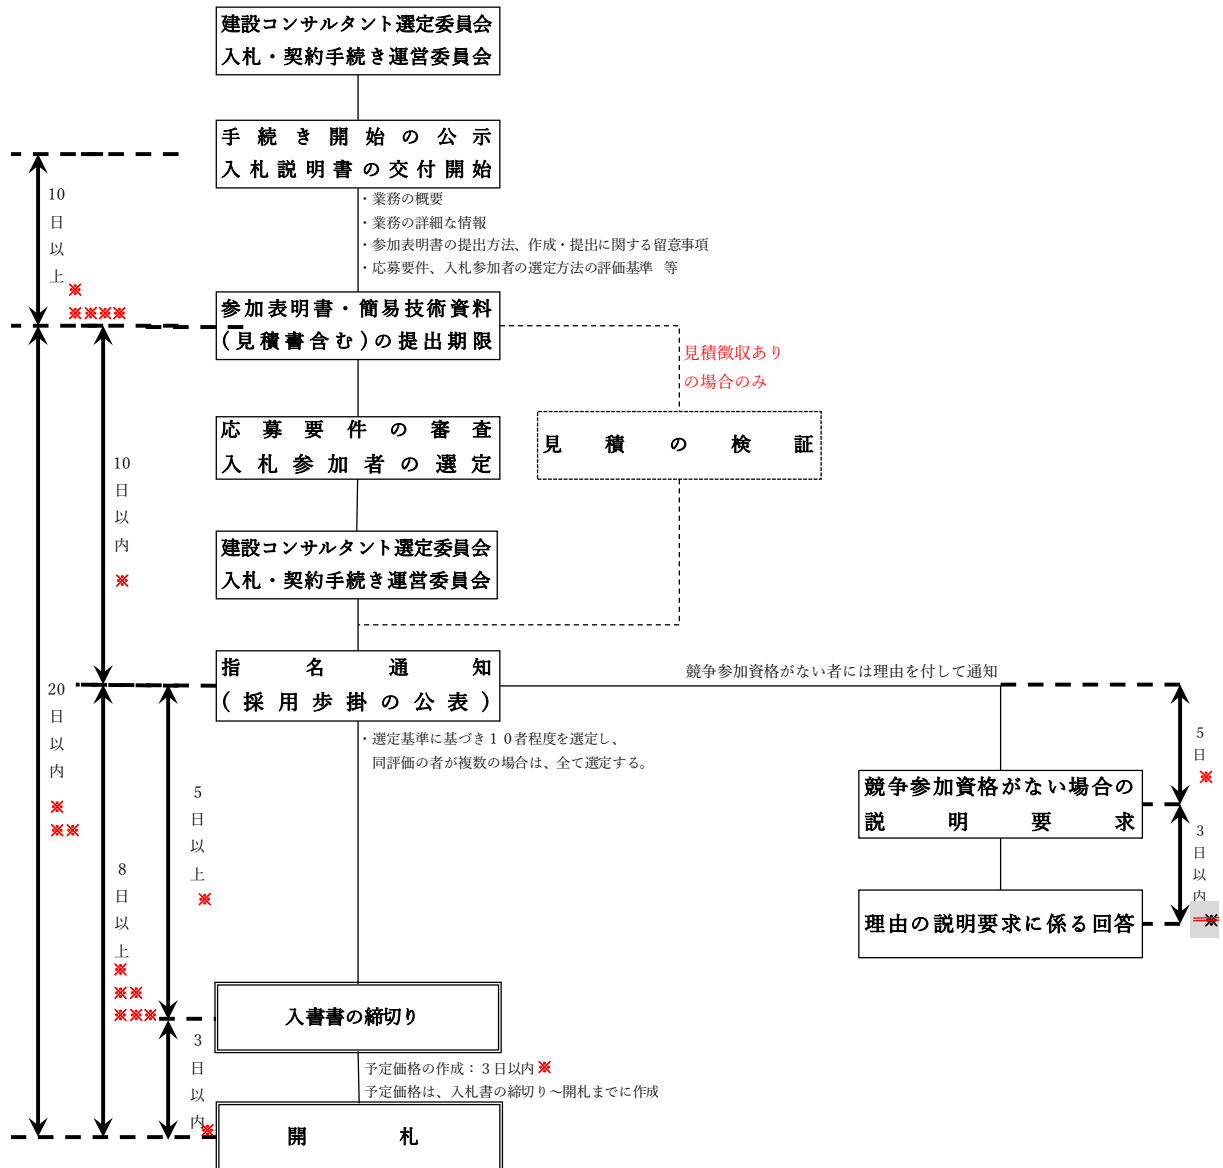 建設コンサルタント選定委員会
入札・契約手続き運営委員会
手続き開始の公示
入札説明書の交付開始
・業務の概要
・業務の詳細な情報
・参加表明書の提出方法、作成・提出に関する留意事項
・応募要件、入札参加者の選定方法の評価基準　等
10
日
以
上
※
※※※※
参加表明書・簡易技術資料
(見積書含む)の提出期限
見積徴収あり
の場合のみ
応募要件の審査
入札参加者の選定
見積の検証
10
日
以
内
※
建設コンサルタント選定委員会
入札・契約手続き運営委員会
指名通知
(採用歩掛の公表)
競争参加資格がない者には理由を付して通知
・選定基準に基づき１０者程度を選定し、
同評価の者が複数の場合は、全て選定する。
20
日
以
内
※
※※
5
日
以
上
※
8
日
以
上
※
※※
※※※
5
日
※
競争参加資格がない場合の
説明要求
3
日
以
内
※
理由の説明要求に係る回答
入書書の締切り
3
日
以
内
※
予定価格の作成：３日以内※
予定価格は、入札書の締切り～開札までに作成
開札